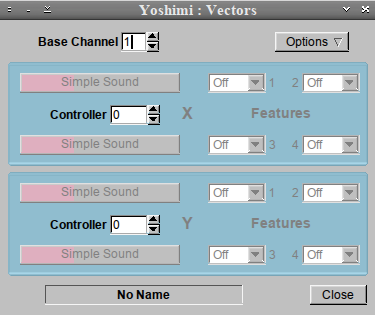 Yoshimi : Vectors
Base Channel 1 Options
Simple Sound Off 1 2 Off
Controller 0 X Features
Simple Sound Off 3 4 Off
Simple Sound Off 1 2 Off
Controller 0 Y Features
Simple Sound Off 3 4 Off
No Name Close